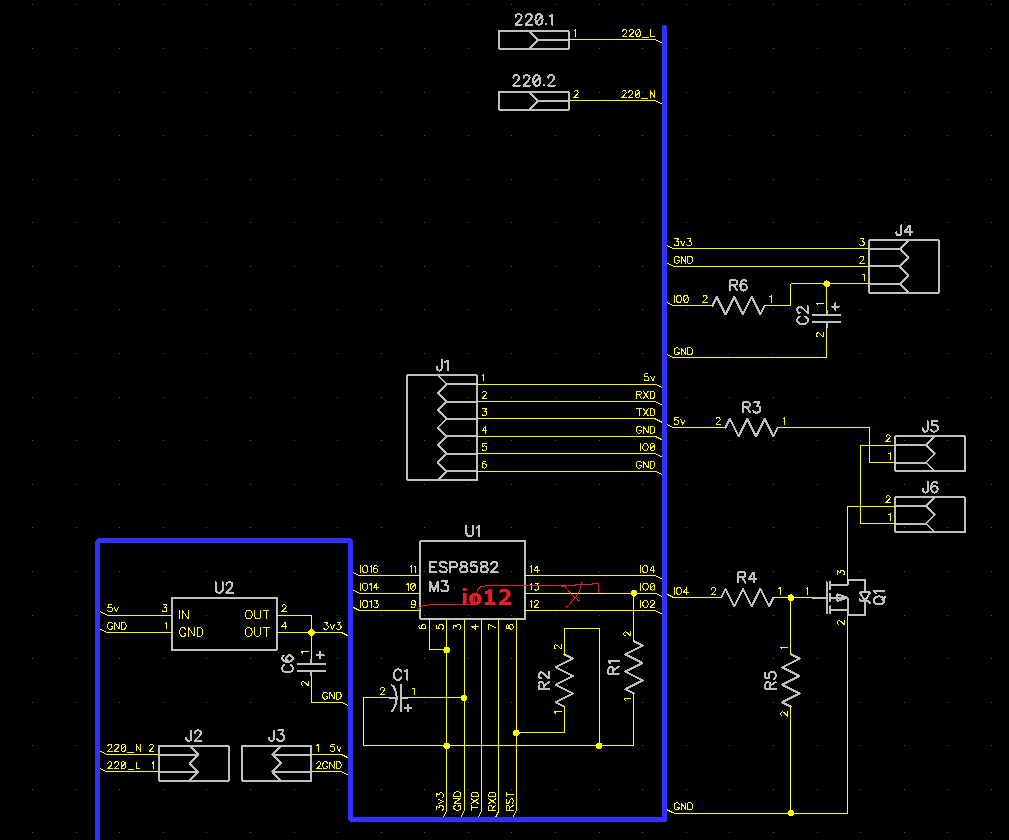 220.1
1 220_L
220.2
2 220_N
J4
3v3 3
GND 2
1
R6
IO0 2 1
C2 1 +
2
GND
J1
1 5v
2 RXD
3 TXD
4 GND
5 IO0
6 GND
R3
5v 2 1
J5
2
1
J6
2
1
U1
ESP8582
M3
io12
IO16 11
IO14 10
IO13 9
14 IO4
13 IO0
12 IO2
6 5 3 4 7 8
U2
5v 3 IN OUT 2
GND 1 GND OUT 4 3v3
C6 1 +
2
GND
R4
IO4 2 1 1
3
Q1
2
R5
1
2
R2
2
1
R1
2
1
C1
2 1
+
J2
220_N 2
220_L 1
J3
1 5v
2 GND
3v3 GND TXD RXD RST
GND